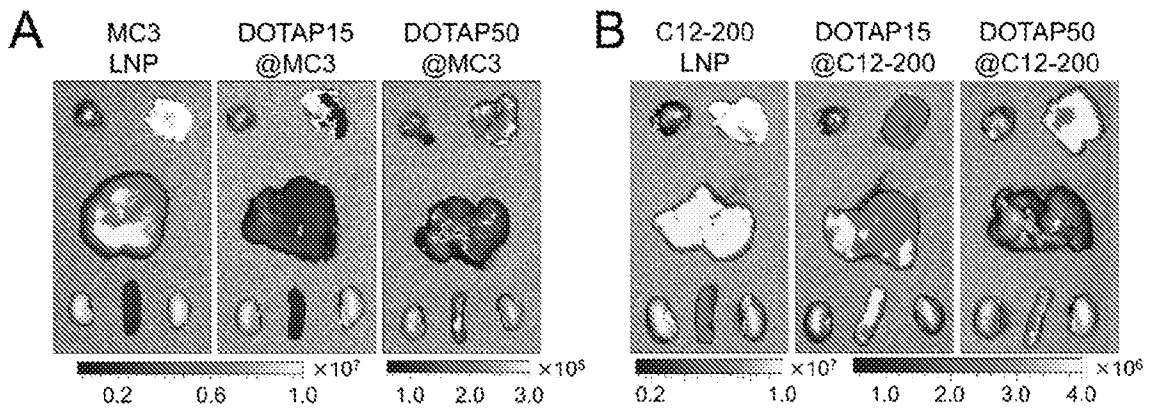 A
MC3
LNP
DOTAP15
@MC3
DOTAP50
@MC3
0.2 0.6 1.0 ×10⁷
1.0 2.0 3.0 ×10⁵
B
C12-200
LNP
DOTAP15
@C12-200
DOTAP50
@C12-200
0.2 1.0 ×10⁷
1.0 2.0 3.0 4.0 ×10⁶